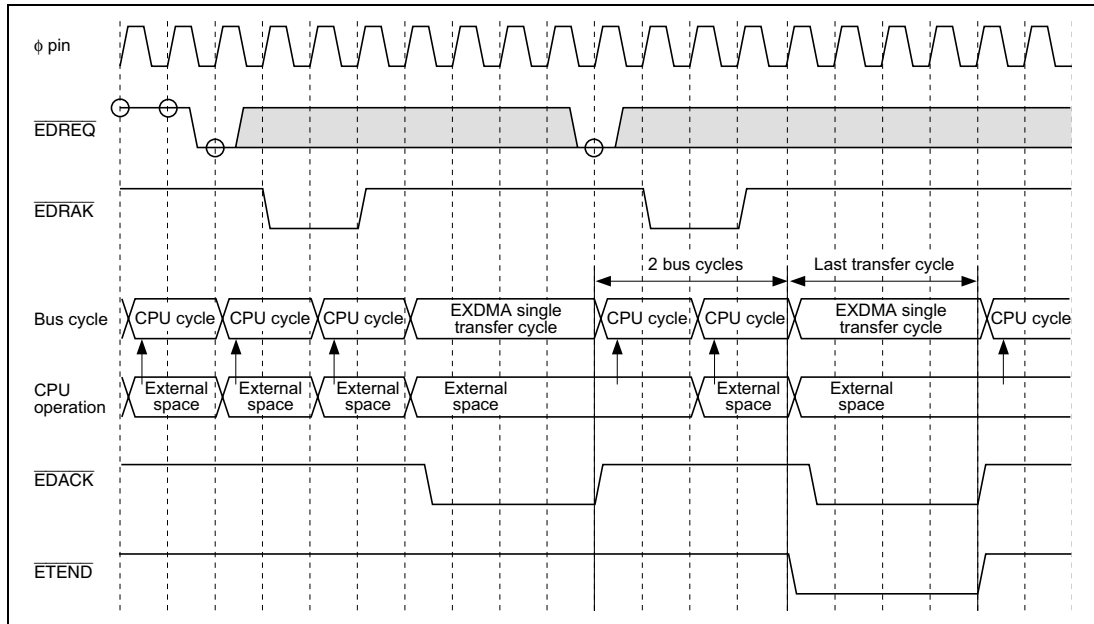 ϕ pin
EDREQ
EDRAK
2 bus cycles
Last transfer cycle
Bus cycle
CPU cycle
CPU cycle
CPU cycle
EXDMA single
transfer cycle
CPU cycle
CPU cycle
EXDMA single
transfer cycle
CPU cycle
CPU
operation
External
space
External
space
External
space
External
space
External
space
External
space
EDACK
ETEND